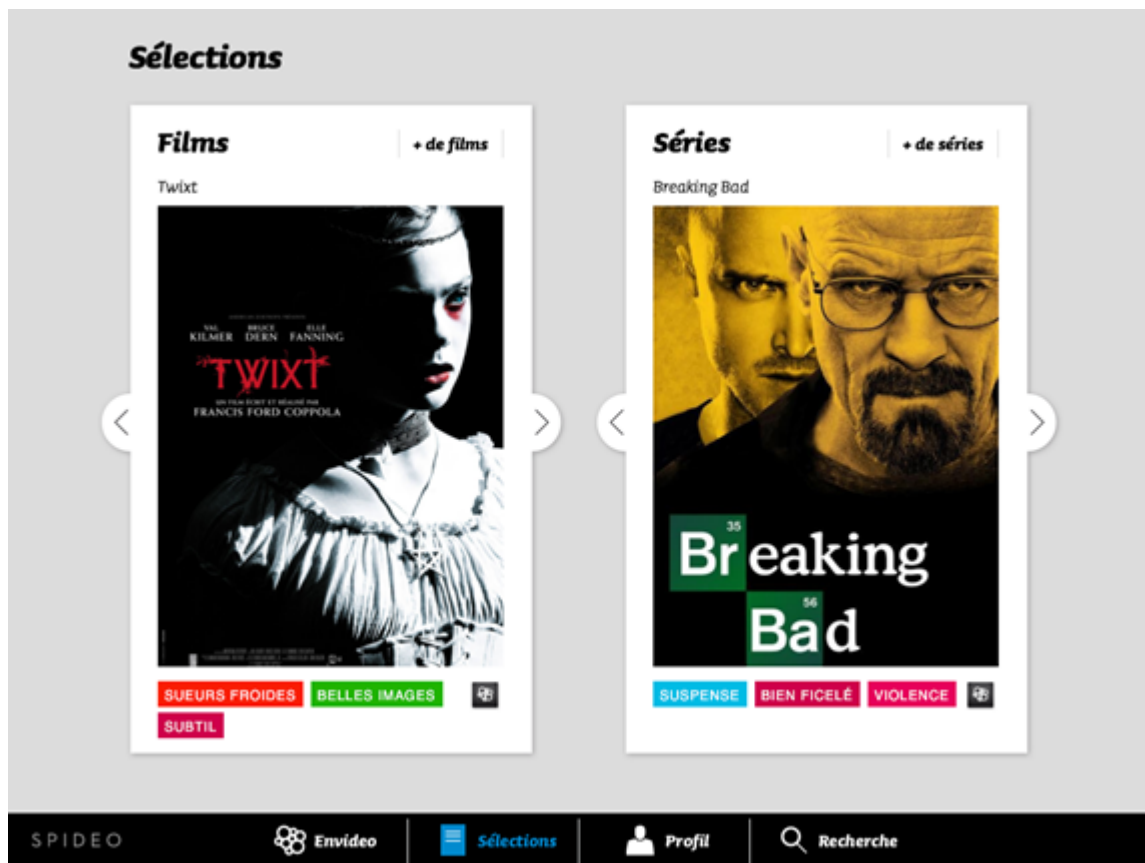 Sélections
Films
+ de films
Twixt
VAL KILMER
BRUCE DERN
ELLE FANNING
TWIXT
UN FILM ÉCRIT ET RÉALISÉ PAR
FRANCIS FORD COPPOLA
SUEURS FROIDES
BELLES IMAGES
SUBTIL
Séries
+ de séries
Breaking Bad
35
Breaking
56
Bad
SUSPENSE
BIEN FICELÉ
VIOLENCE
SPIDEO
Envideo
Sélections
Profil
Recherche